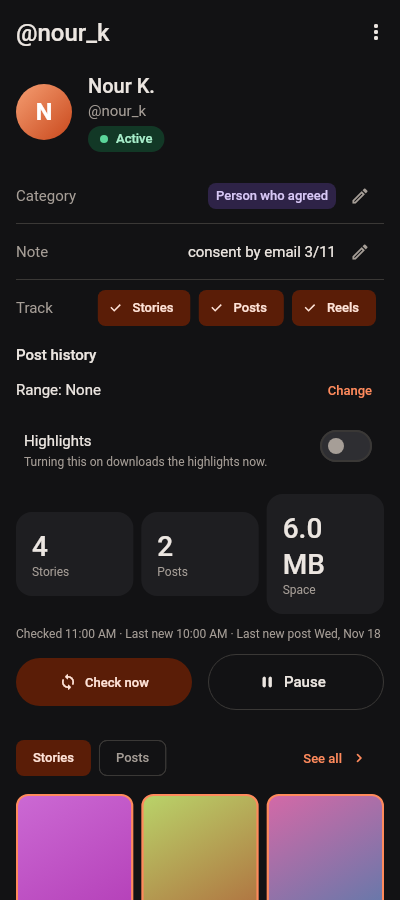 @nour_k
N
Nour K.
@nour_k
Active
Category
Person who agreed
Note
consent by email 3/11
Track
Stories
Posts
Reels
Post history
Range: None
Change
Highlights
Turning this on downloads the highlights now.
4
Stories
2
Posts
6.0
MB
Space
Checked 11:00 AM · Last new 10:00 AM · Last new post Wed, Nov 18
Check now
Pause
Stories
Posts
See all